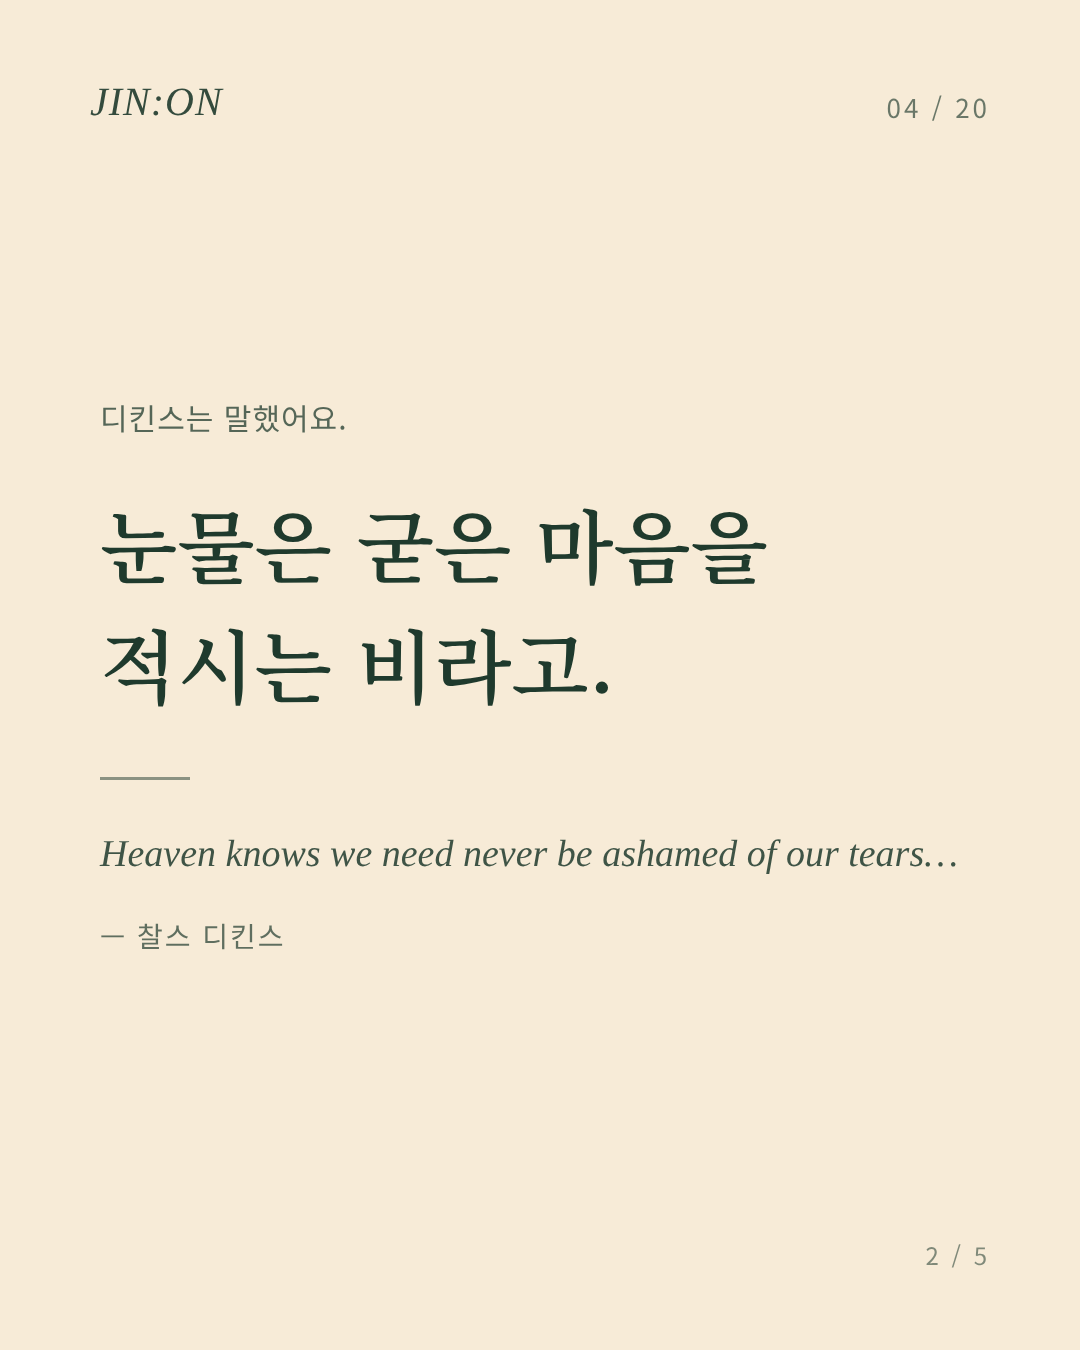 JIN:ON
04 / 20
디킨스는 말했어요.
눈물은 굳은 마음을
적시는 비라고.
Heaven knows we need never be ashamed of our tears…
— 찰스 디킨스
2 / 5